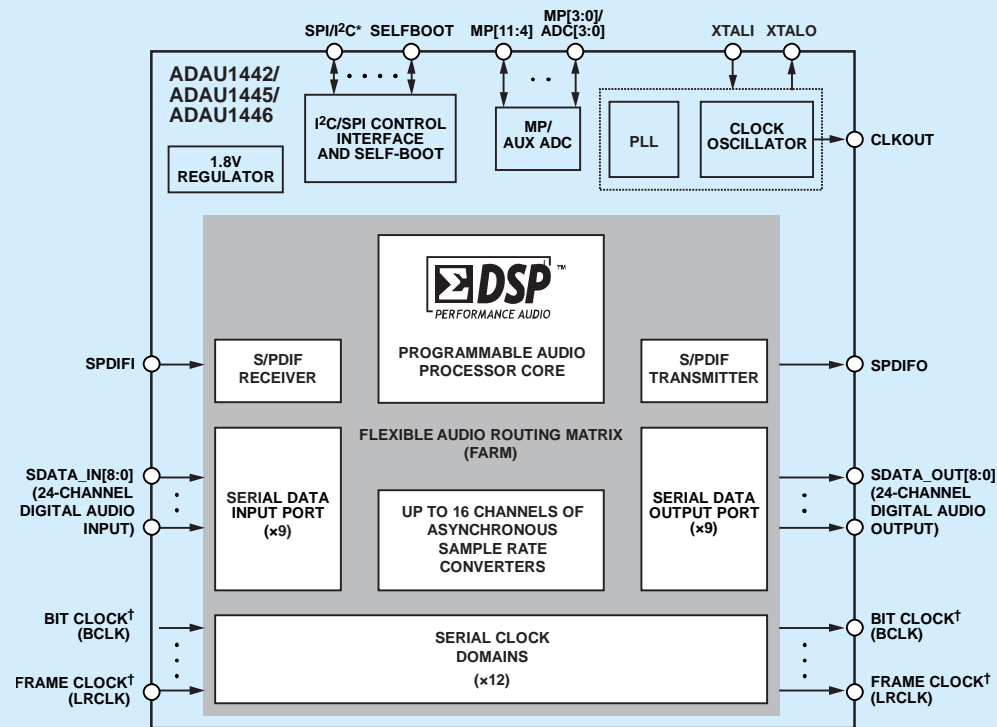 SPI/I²C* SELFBOOT MP[11:4] MP[3:0]/
ADC[3:0] XTALI XTALO
ADAU1442/
ADAU1445/
ADAU1446
I²C/SPI CONTROL
INTERFACE
AND SELF-BOOT
MP/
AUX ADC
PLL
CLOCK
OSCILLATOR
CLKOUT
1.8V
REGULATOR
ΣDSP™
PERFORMANCE AUDIO
PROGRAMMABLE AUDIO
PROCESSOR CORE
SPDIFI
S/PDIF
RECEIVER
S/PDIF
TRANSMITTER
SPDIFO
FLEXIBLE AUDIO ROUTING MATRIX
(FARM)
SDATA_IN[8:0]
(24-CHANNEL
DIGITAL AUDIO
INPUT)
SERIAL DATA
INPUT PORT
(×9)
UP TO 16 CHANNELS OF
ASYNCHRONOUS
SAMPLE RATE
CONVERTERS
SERIAL DATA
OUTPUT PORT
(×9)
SDATA_OUT[8:0]
(24-CHANNEL
DIGITAL AUDIO
OUTPUT)
BIT CLOCK†
(BCLK)
FRAME CLOCK†
(LRCLK)
SERIAL CLOCK
DOMAINS
(×12)
BIT CLOCK†
(BCLK)
FRAME CLOCK†
(LRCLK)